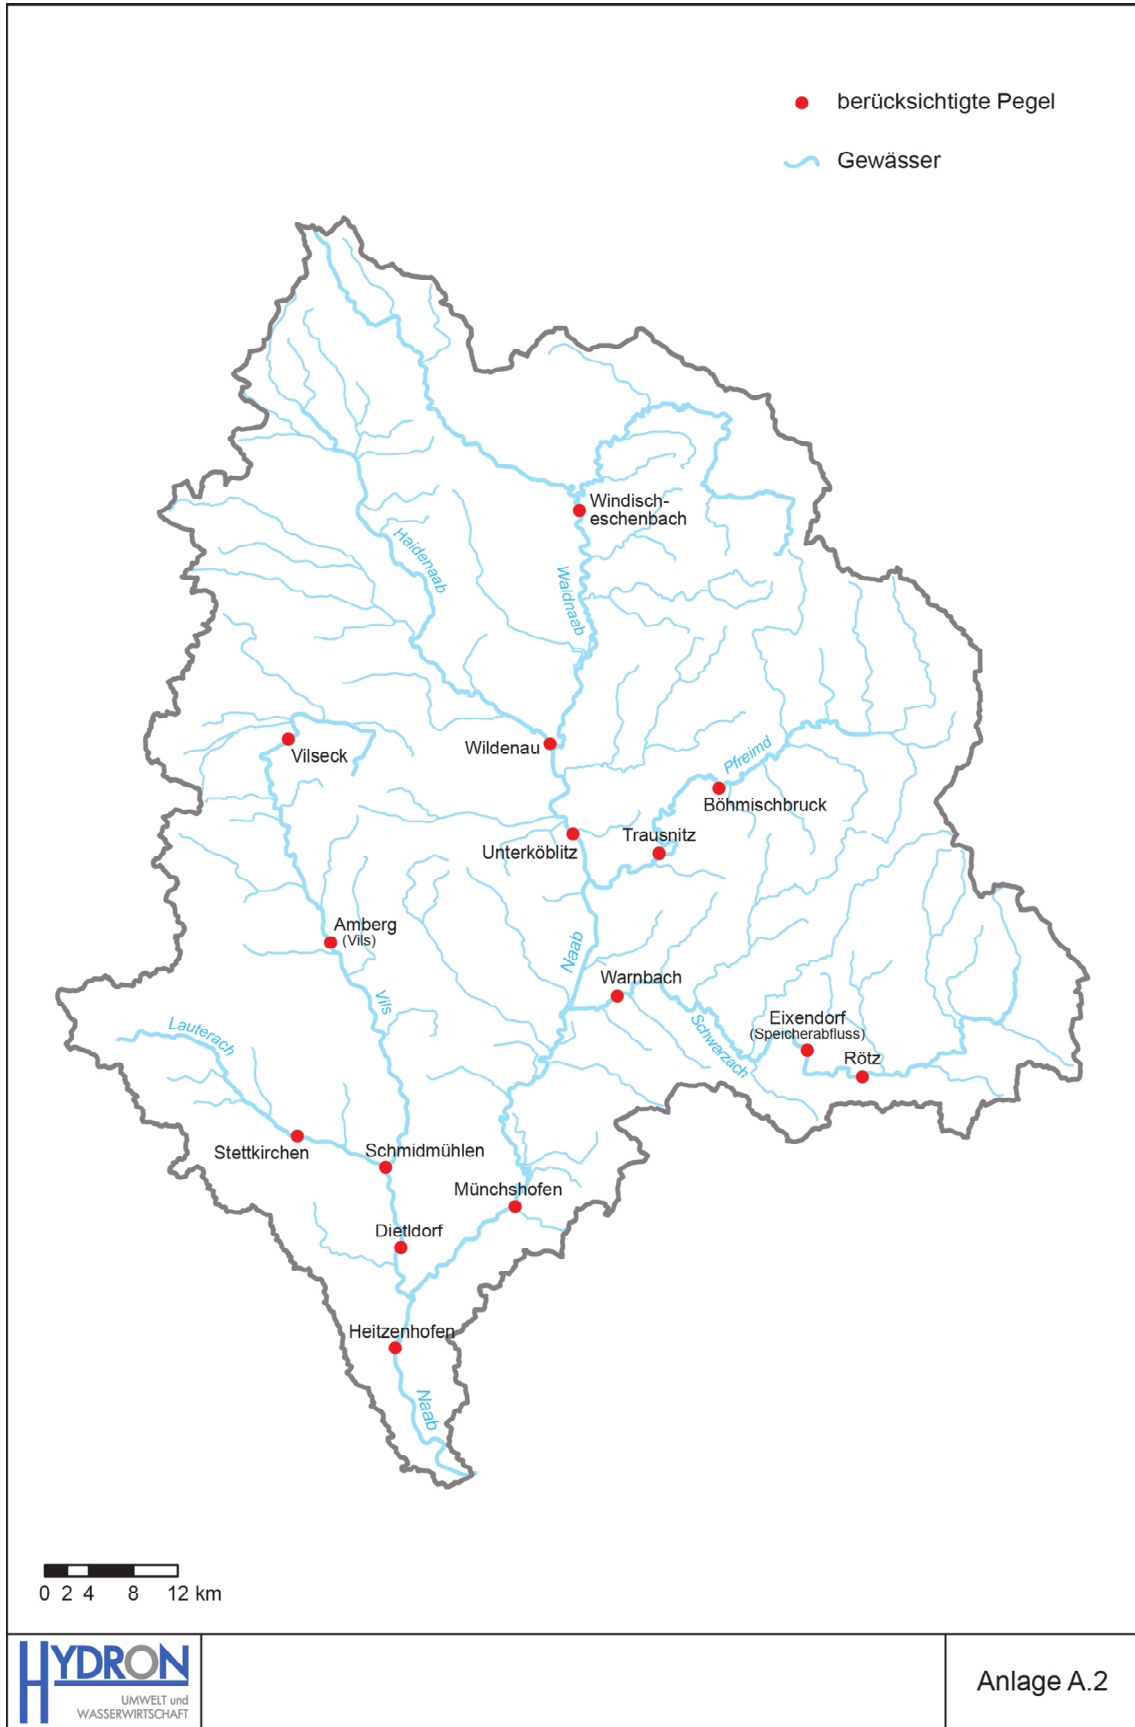 berücksichtigte Pegel
Gewässer
Windisch-
eschenbach
Haidenaab
Waldnaab
Wildenau
Vilseck
Pfreimd
Böhmischbruck
Trausnitz
Unterköblitz
Amberg
(Vils)
Naab
Warnbach
Vils
Eixendorf
(Speicherabfluss)
Schwarzach
Rötz
Lauterach
Stettkirchen
Schmidmühlen
Münchshofen
Dietldorf
Heitzenhofen
Naab
0 2 4 8 12 km
HYDRON
UMWELT und
WASSERWIRTSCHAFT
Anlage A.2